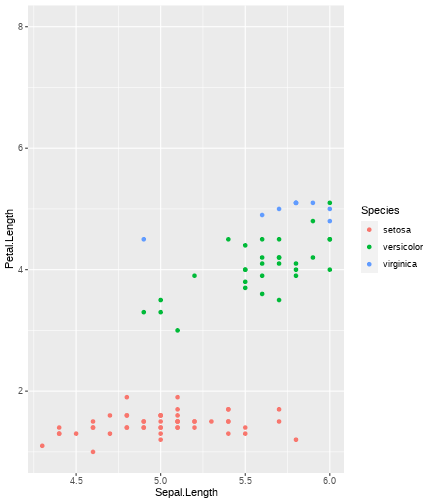 8
6
4
2
Petal.Length
4.5 5.0 5.5 6.0
Sepal.Length
Species
setosa
versicolor
virginica